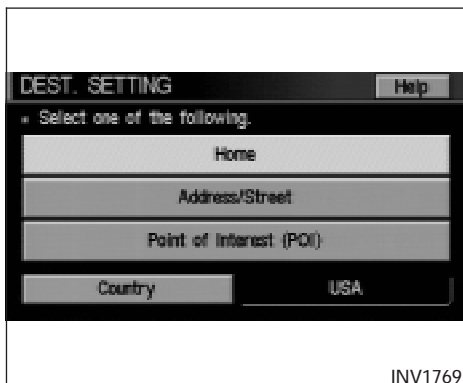 DEST. SETTING Help
Select one of the following.
Home
Address/Street
Point of Interest (POI)
Country USA
INV1769